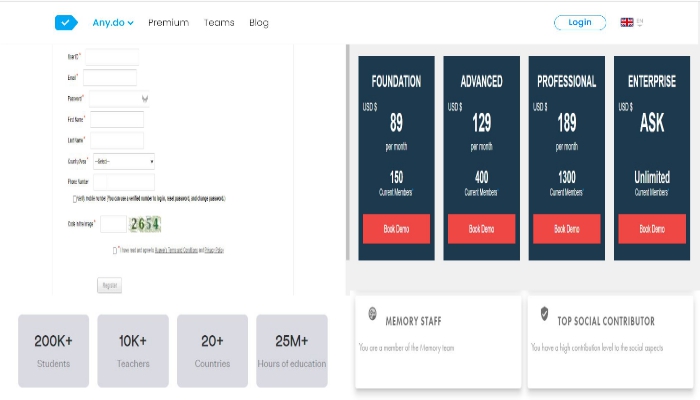 Any.do
Premium
Teams
Blog
Login
EN
User ID *
Email *
Password *
First Name *
Last Name *
Country/Area *
--Select--
Phone Number
Verify mobile number (You can use a verified number to log in, reset password, and change password.)
Code in the image *
2654
* I have read and agree to Huawei's Terms and Conditions and Privacy Policy
Register
FOUNDATION
USD $
89
per month
150
Current Members*
Book Demo
ADVANCED
USD $
129
per month
400
Current Members*
Book Demo
PROFESSIONAL
USD $
189
per month
1300
Current Members*
Book Demo
ENTERPRISE
USD $
ASK
Unlimited
Current Members*
Book Demo
200K+
Students
10K+
Teachers
20+
Countries
25M+
Hours of education
MEMORY STAFF
You are a member of the Memory team
TOP SOCIAL CONTRIBUTOR
You have a high contribution level to the social aspects